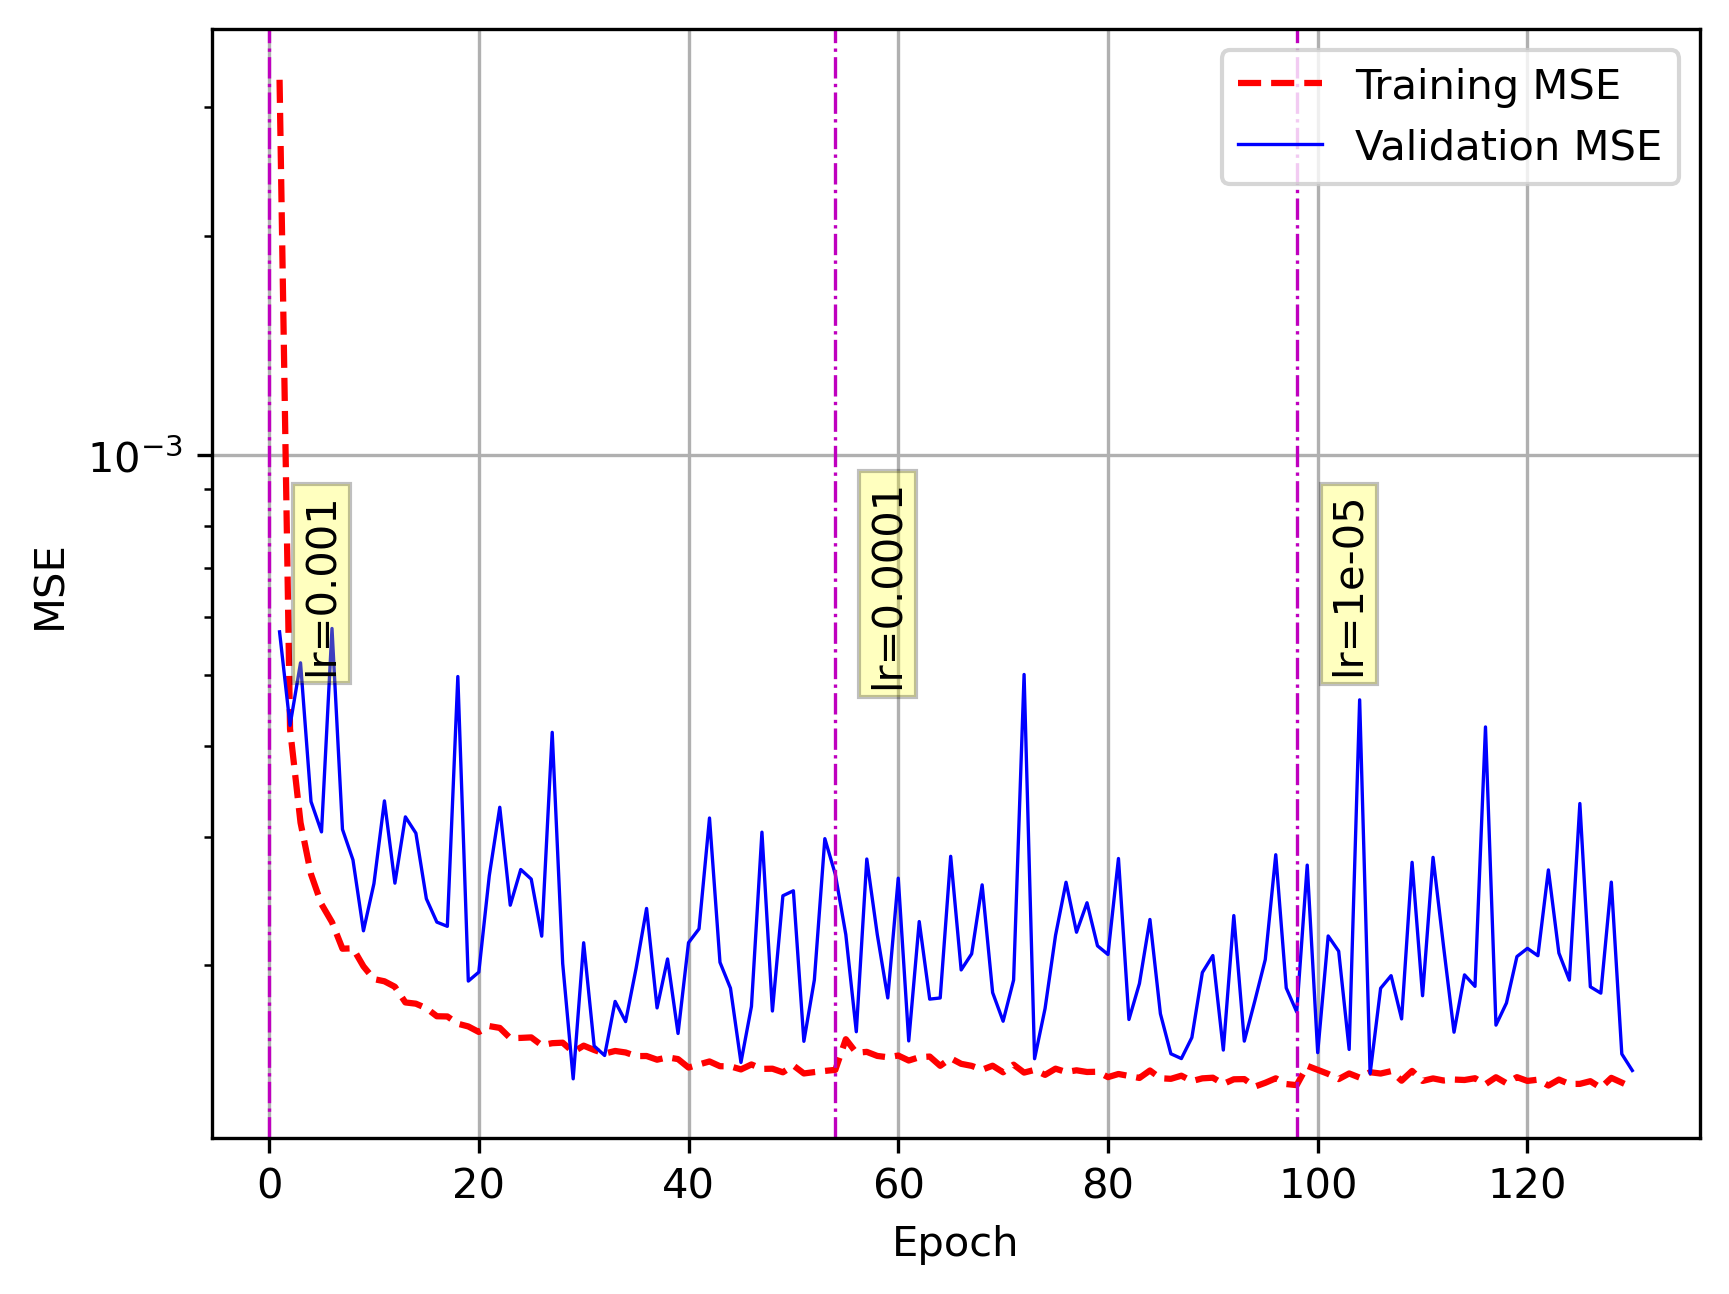 Training MSE
Validation MSE
10⁻³
MSE
lr=0.001
lr=0.0001
lr=1e-05
0 20 40 60 80 100 120
Epoch